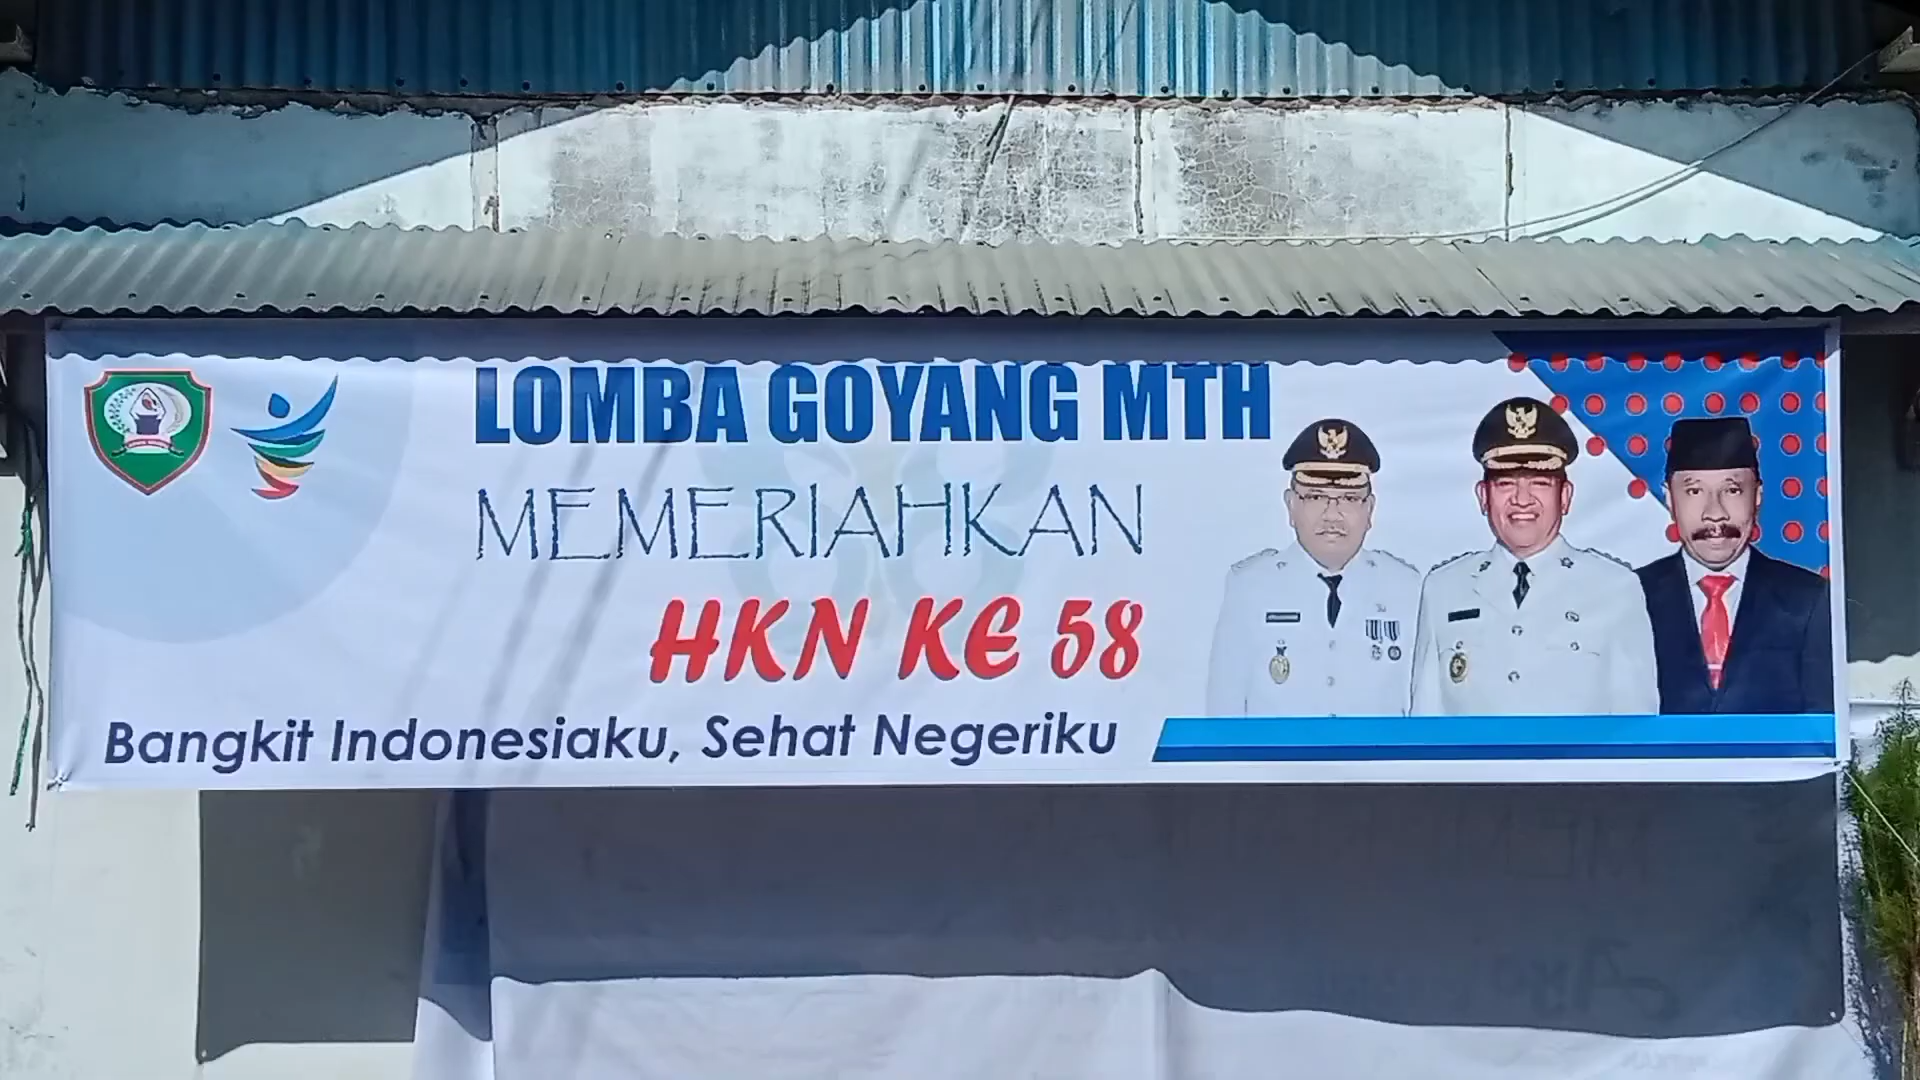 LOMBA GOYANG MTH
MEMERIAHKAN
HKN KE 58
Bangkit Indonesiaku, Sehat Negeriku